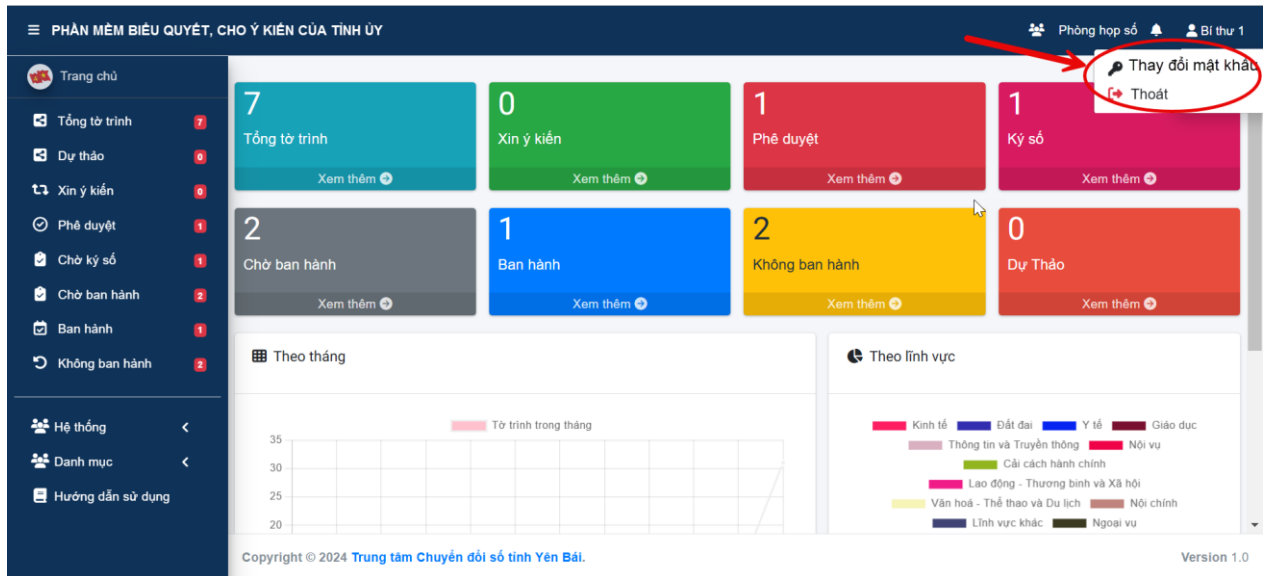 PHẦN MỀM BIỂU QUYẾT, CHO Ý KIẾN CỦA TỈNH ỦY
Phòng họp số
Bí thư 1
Thay đổi mật khẩu
Thoát
Trang chủ
Tổng tờ trình 7
Dự thảo 0
Xin ý kiến 0
Phê duyệt 1
Chờ ký số 1
Chờ ban hành 2
Ban hành 1
Không ban hành 2
Hệ thống
Danh mục
Hướng dẫn sử dụng
7
Tổng tờ trình
Xem thêm
0
Xin ý kiến
Xem thêm
1
Phê duyệt
Xem thêm
1
Ký số
Xem thêm
2
Chờ ban hành
Xem thêm
1
Ban hành
Xem thêm
2
Không ban hành
Xem thêm
0
Dự Thảo
Xem thêm
Theo tháng
Tờ trình trong tháng
35
30
25
20
Theo lĩnh vực
Kinh tế Đất đai Y tế Giáo dục
Thông tin và Truyền thông Nội vụ
Cải cách hành chính
Lao động - Thương binh và Xã hội
Văn hoá - Thể thao và Du lịch Nội chính
Lĩnh vực khác Ngoại vụ
Copyright © 2024 Trung tâm Chuyển đổi số tỉnh Yên Bái.
Version 1.0